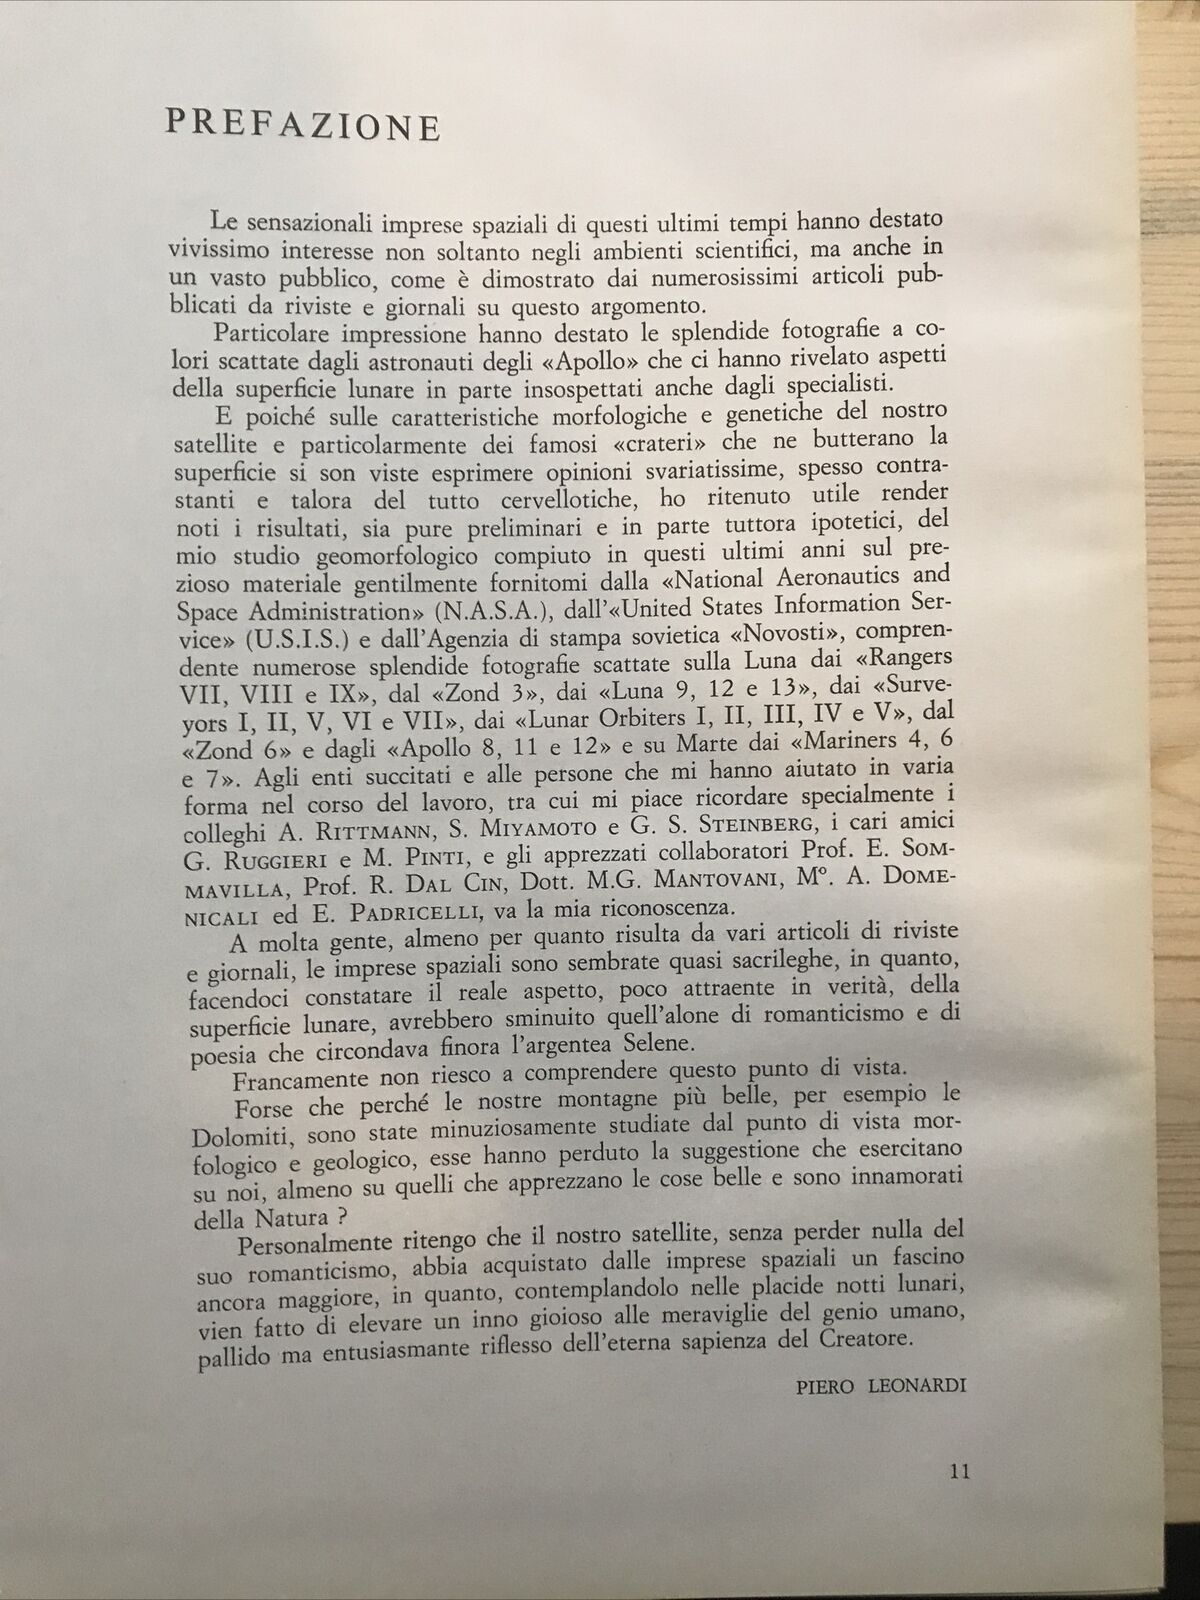 PREFAZIONE
Le sensazionali imprese spaziali di questi ultimi tempi hanno destato
vivissimo interesse non soltanto negli ambienti scientifici, ma anche in
un vasto pubblico, come è dimostrato dai numerosissimi articoli pub-
blicati da riviste e giornali su questo argomento.
Particolare impressione hanno destato le splendide fotografie a co-
lori scattate dagli astronauti degli «Apollo» che ci hanno rivelato aspetti
della superficie lunare in parte insospettati anche dagli specialisti.
E poiché sulle caratteristiche morfologiche e genetiche del nostro
satellite e particolarmente dei famosi «crateri» che ne butterano la
superficie si son viste esprimere opinioni svariatissime, spesso contra-
stanti e talora del tutto cervellotiche, ho ritenuto utile render
noti i risultati, sia pure preliminari e in parte tuttora ipotetici, del
mio studio geomorfologico compiuto in questi ultimi anni sul pre-
zioso materiale gentilmente fornitomi dalla «National Aeronautics and
Space Administration» (N.A.S.A.), dall'«United States Information Ser-
vice» (U.S.I.S.) e dall'Agenzia di stampa sovietica «Novosti», compren-
dente numerose splendide fotografie scattate sulla Luna dai «Rangers
VII, VIII e IX», dal «Zond 3», dai «Luna 9, 12 e 13», dai «Surve-
yors I, II, V, VI e VII», dai «Lunar Orbiters I, II, III, IV e V», dal
«Zond 6» e dagli «Apollo 8, 11 e 12» e su Marte dai «Mariners 4, 6
e 7». Agli enti succitati e alle persone che mi hanno aiutato in varia
forma nel corso del lavoro, tra cui mi piace ricordare specialmente i
colleghi A. RITTMANN, S. MIYAMOTO e G. S. STEINBERG, i cari amici
G. RUGGIERI e M. PINTI, e gli apprezzati collaboratori Prof. E. SOM-
MAVILLA, Prof. R. DAL CIN, Dott. M.G. MANTOVANI, M°. A. DOME-
NICALI ed E. PADRICELLI, va la mia riconoscenza.
A molta gente, almeno per quanto risulta da vari articoli di riviste
e giornali, le imprese spaziali sono sembrate quasi sacrileghe, in quanto,
facendoci constatare il reale aspetto, poco attraente in verità, della
superficie lunare, avrebbero sminuito quell'alone di romanticismo e di
poesia che circondava finora l'argentea Selene.
Francamente non riesco a comprendere questo punto di vista.
Forse che perché le nostre montagne più belle, per esempio le
Dolomiti, sono state minuziosamente studiate dal punto di vista mor-
fologico e geologico, esse hanno perduto la suggestione che esercitano
su noi, almeno su quelli che apprezzano le cose belle e sono innamorati
della Natura ?
Personalmente ritengo che il nostro satellite, senza perder nulla del
suo romanticismo, abbia acquistato dalle imprese spaziali un fascino
ancora maggiore, in quanto, contemplandolo nelle placide notti lunari,
vien fatto di elevare un inno gioioso alle meraviglie del genio umano,
pallido ma entusiasmante riflesso dell'eterna sapienza del Creatore.
PIERO LEONARDI
11